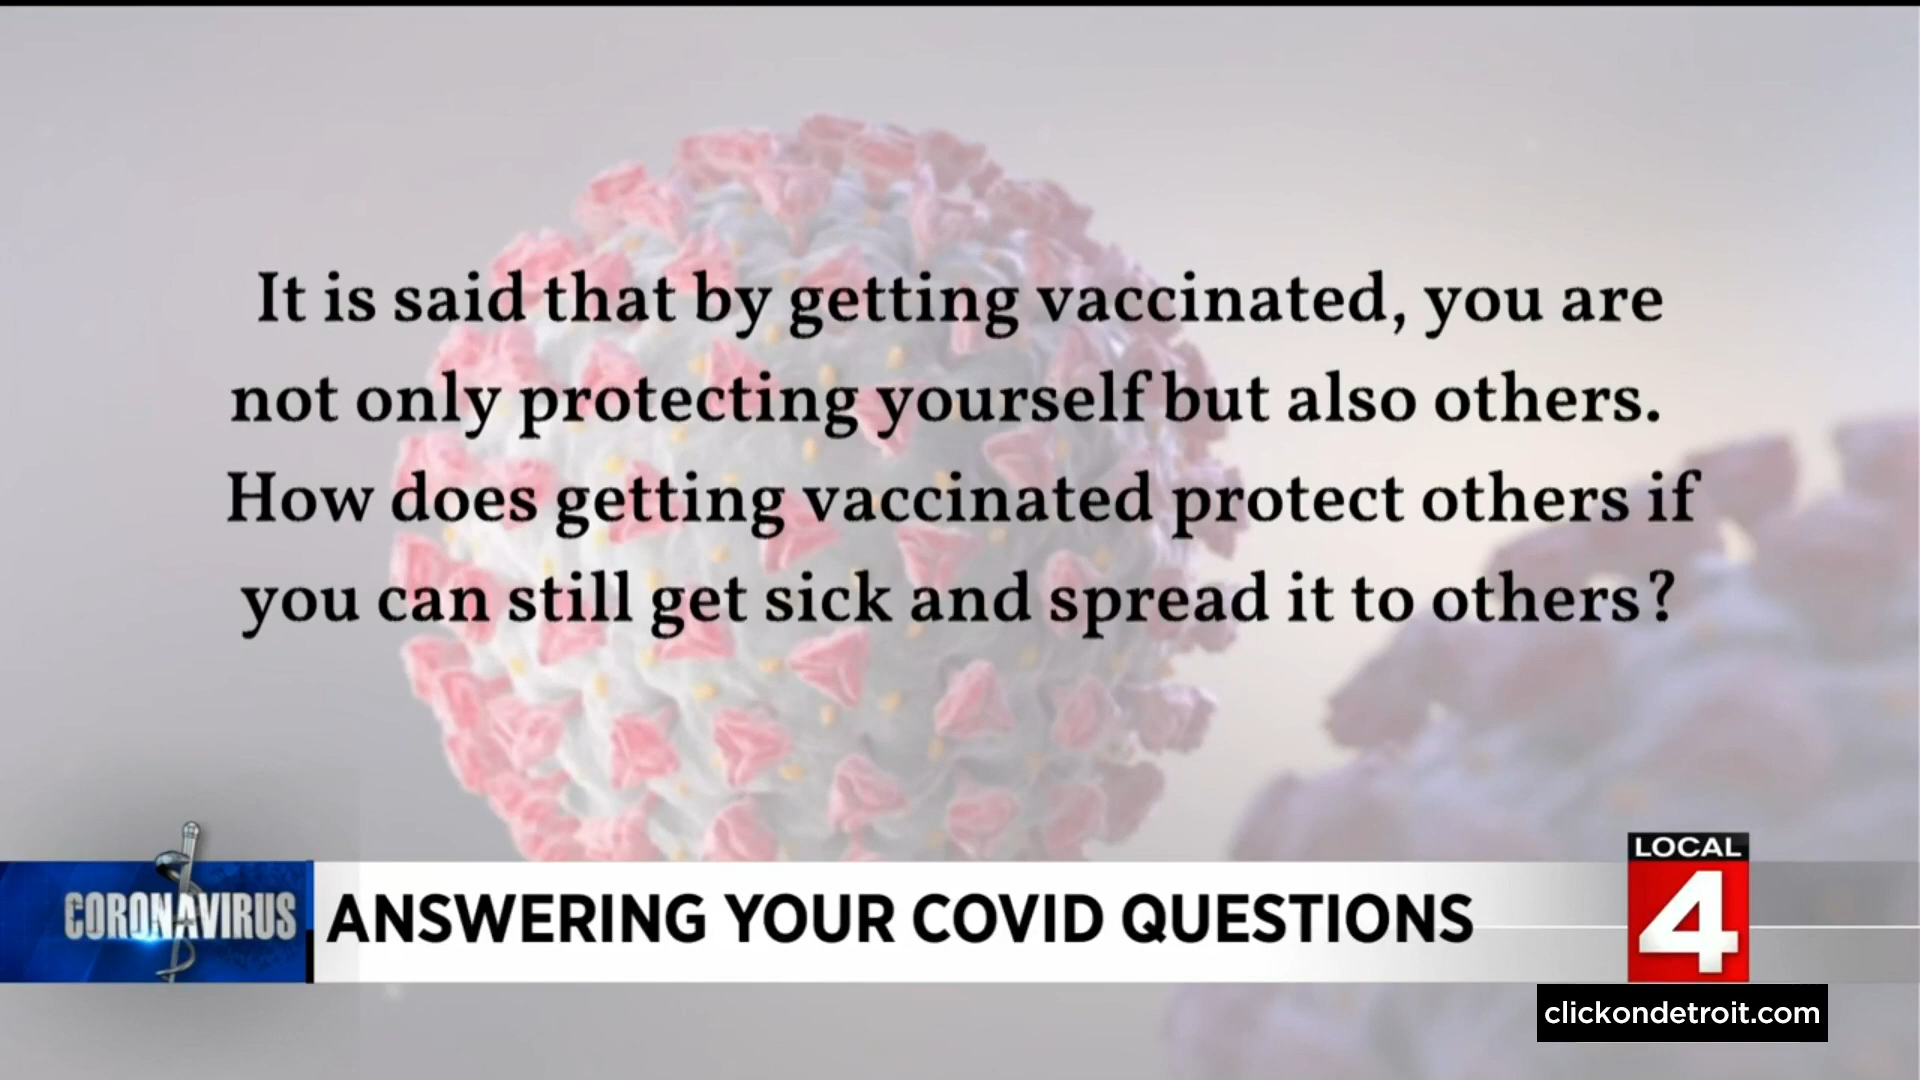 It is said that by getting vaccinated, you are
not only protecting yourself but also others.
How does getting vaccinated protect others if
you can still get sick and spread it to others?
CORONAVIRUS
ANSWERING YOUR COVID QUESTIONS
LOCAL
4
clickondetroit.com